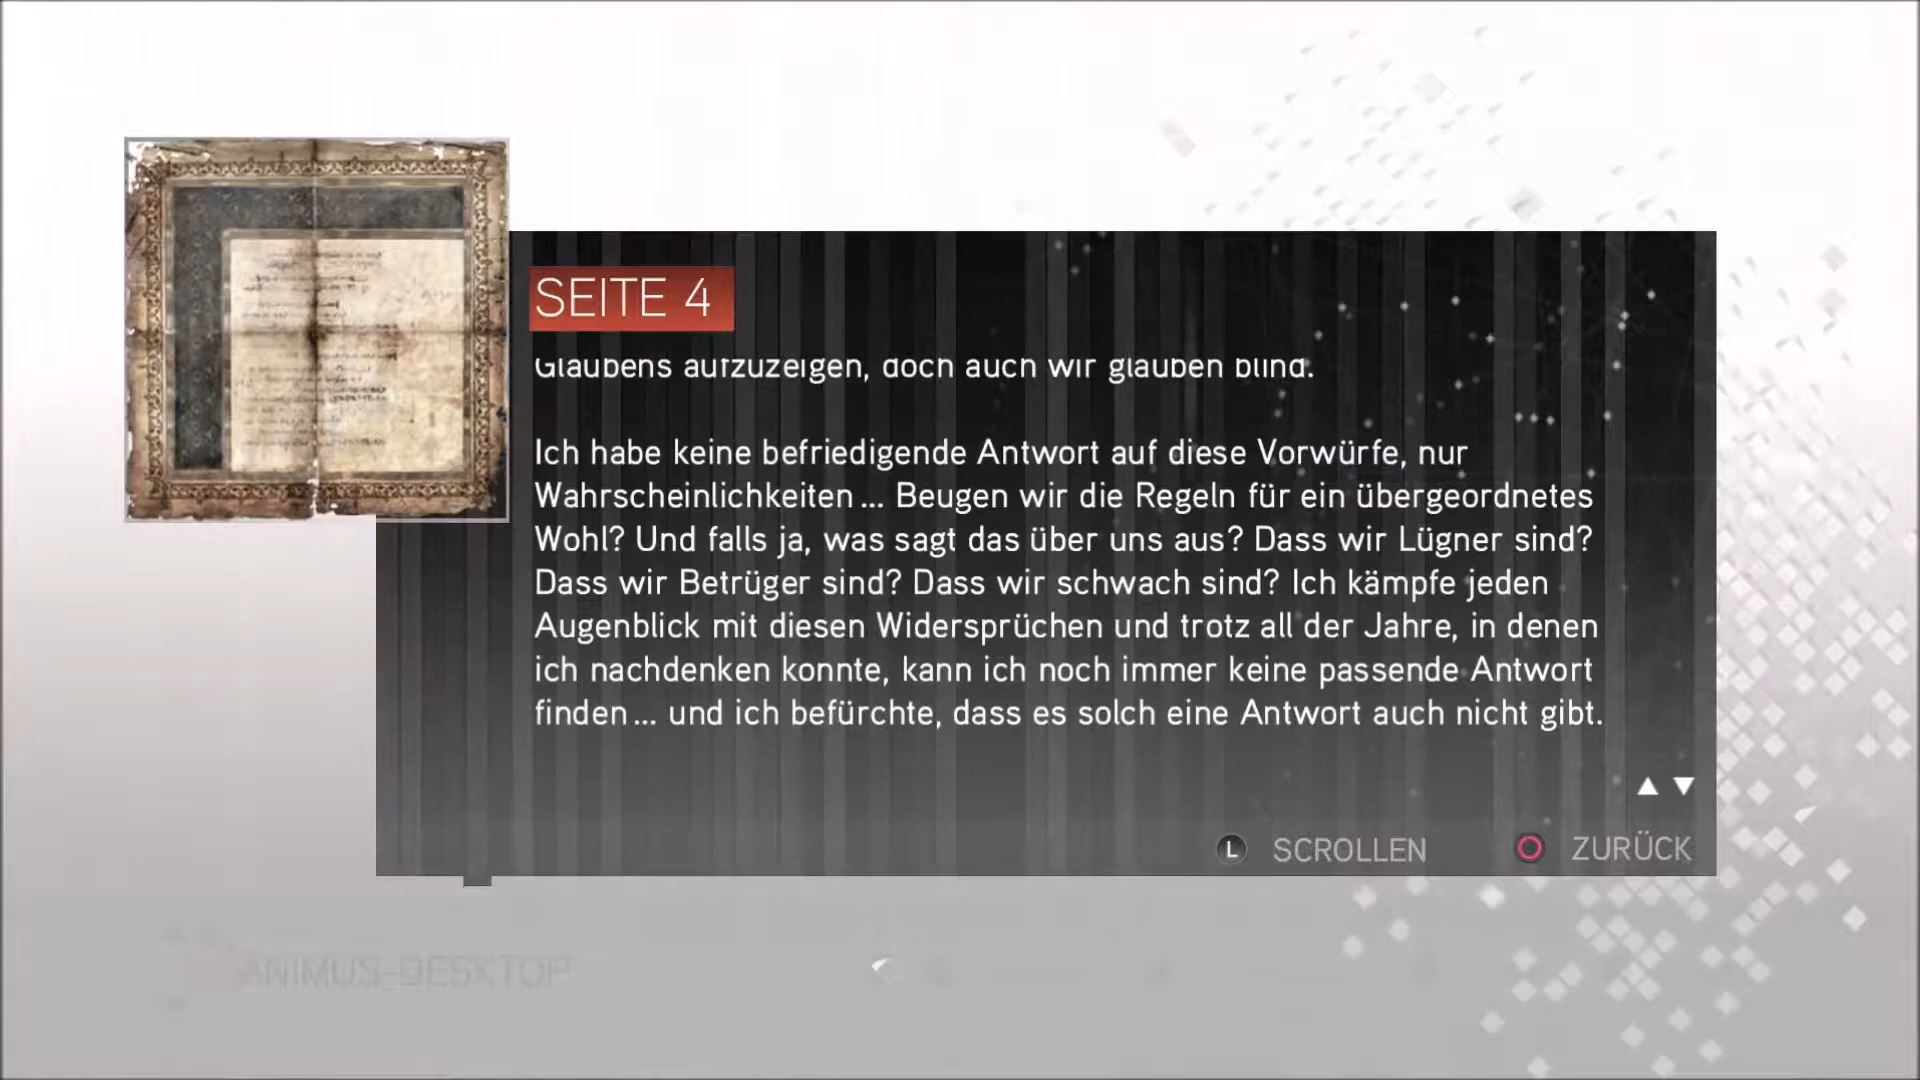 SEITE 4
Glaubens aufzuzeigen, doch auch wir glauben blind.
Ich habe keine befriedigende Antwort auf diese Vorwürfe, nur
Wahrscheinlichkeiten... Beugen wir die Regeln für ein übergeordnetes
Wohl? Und falls ja, was sagt das über uns aus? Dass wir Lügner sind?
Dass wir Betrüger sind? Dass wir schwach sind? Ich kämpfe jeden
Augenblick mit diesen Widersprüchen und trotz all der Jahre, in denen
ich nachdenken konnte, kann ich noch immer keine passende Antwort
finden... und ich befürchte, dass es solch eine Antwort auch nicht gibt.
L SCROLLEN ZURÜCK
ANIMUS-DESKTOP